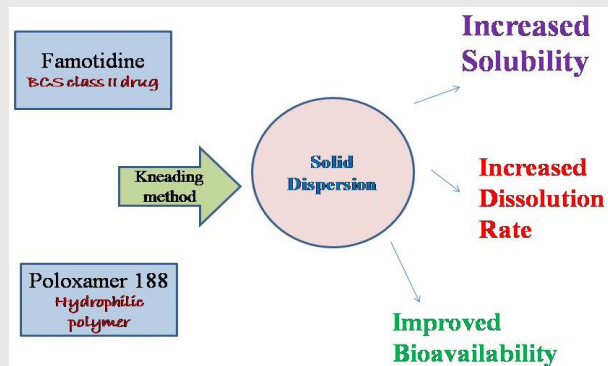 Famotidine
BCS class II drug
Kneading
method
Poloxamer 188
Hydrophilic
polymer
Solid
Dispersion
Increased
Solubility
Increased
Dissolution
Rate
Improved
Bioavailability